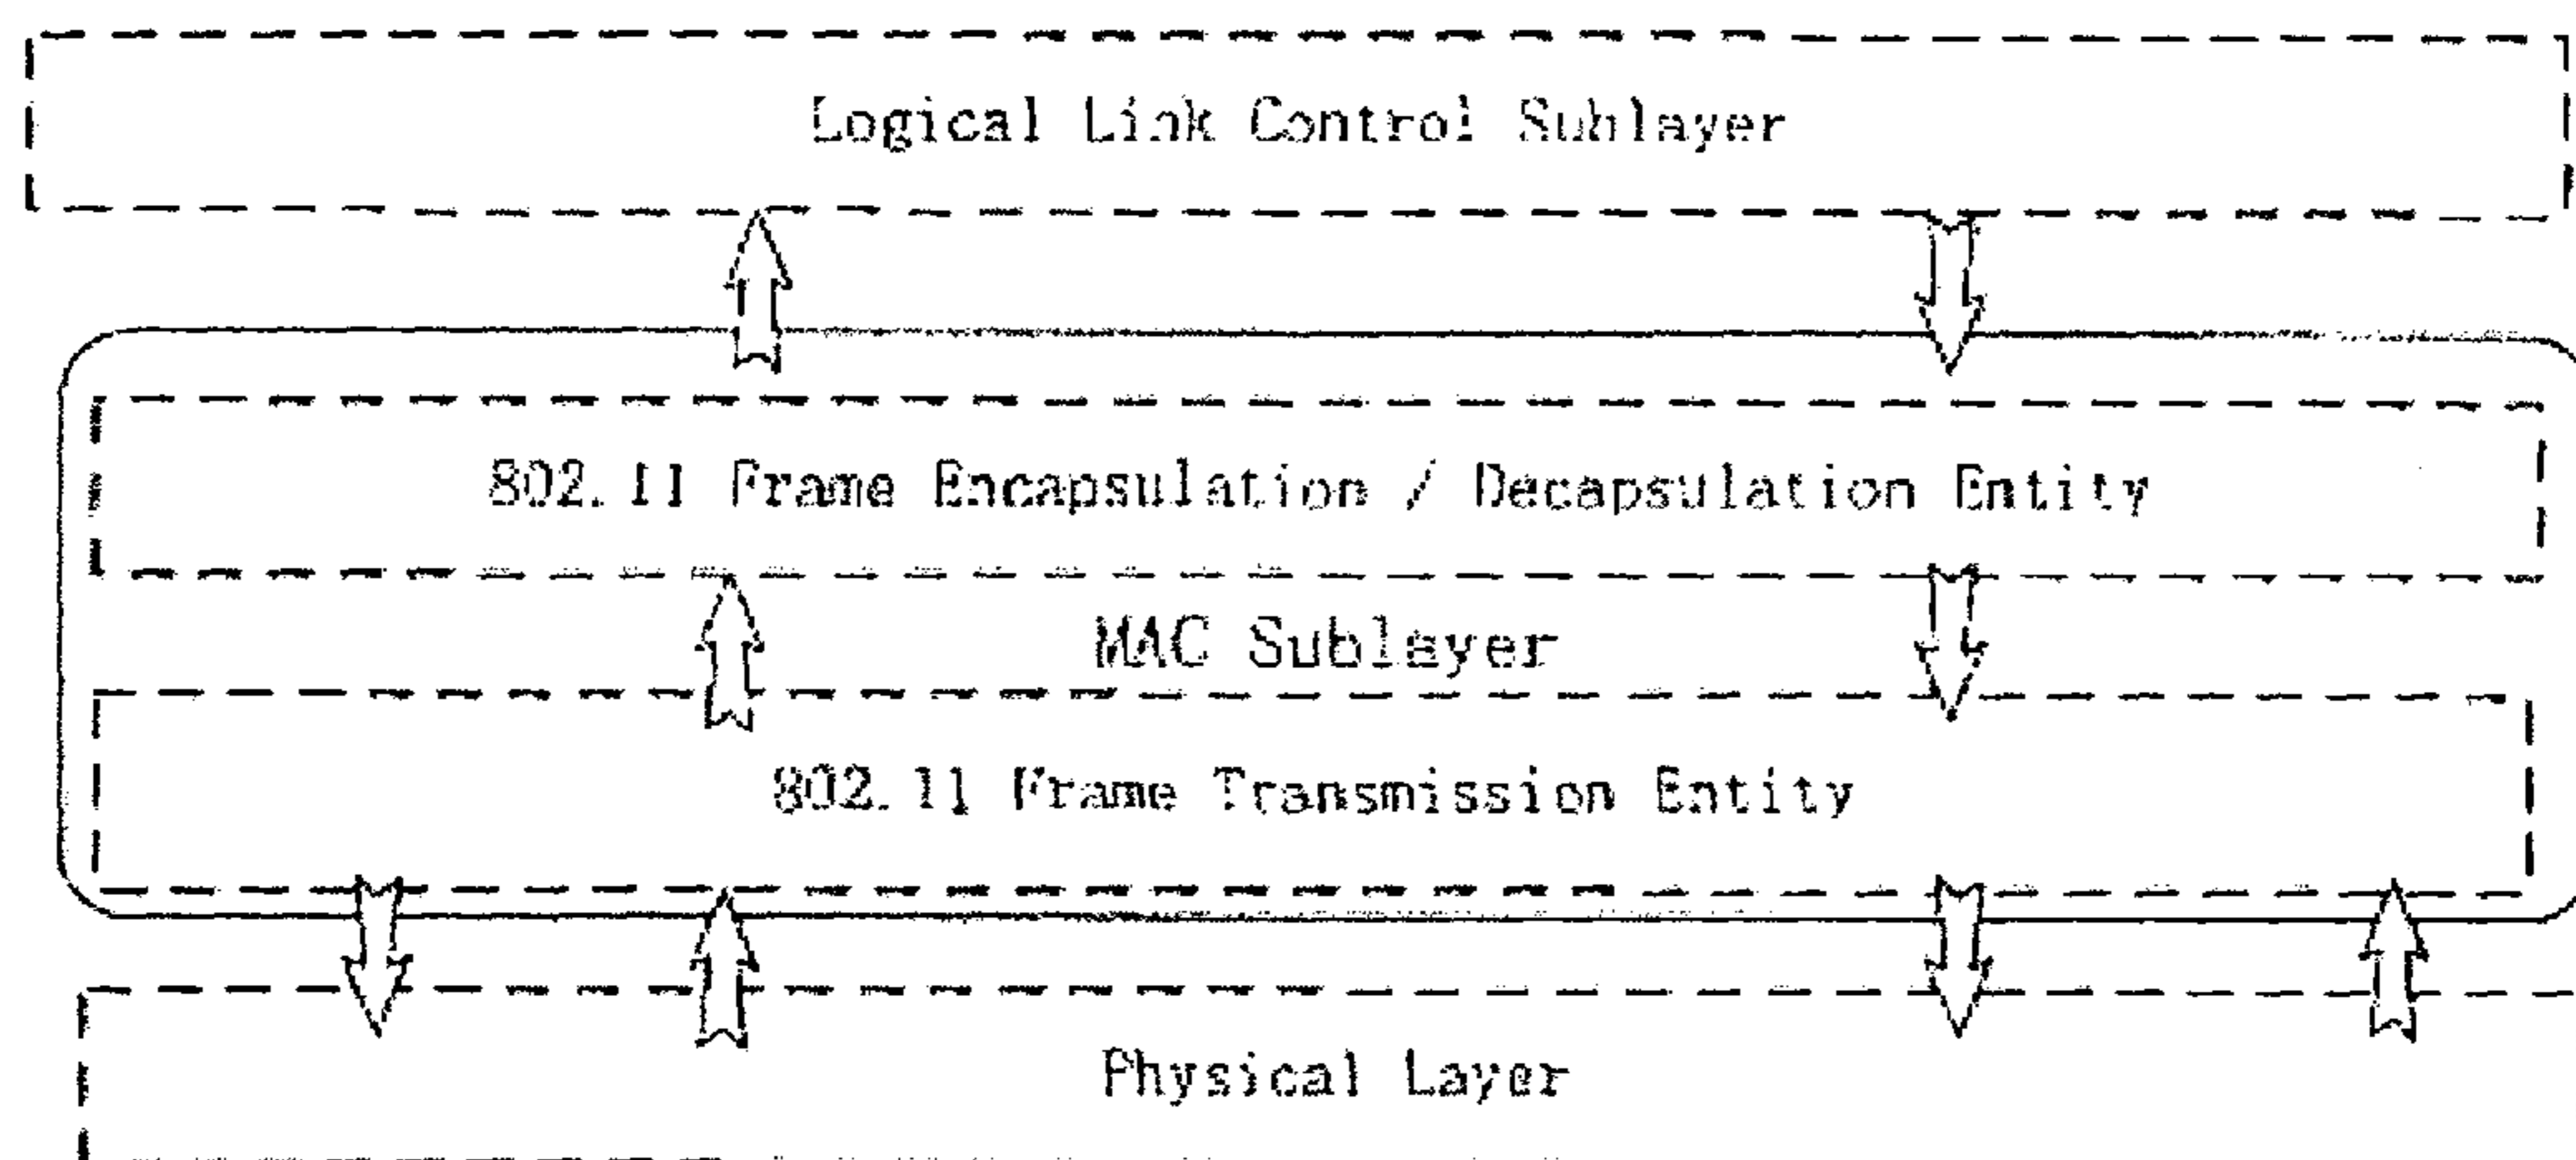 Logical Link Control Sublayer
802.11 Frame Encapsulation / Decapsulation Entity
MAC Sublayer
802.11 Frame Transmission Entity
Physical Layer